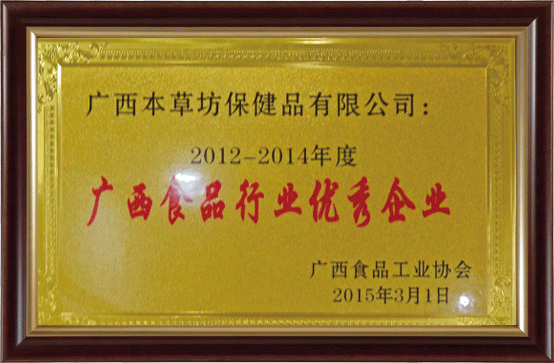 广西本草坊保健品有限公司：
2012-2014年度
广西食品行业优秀企业
广西食品工业协会
2015年3月1日